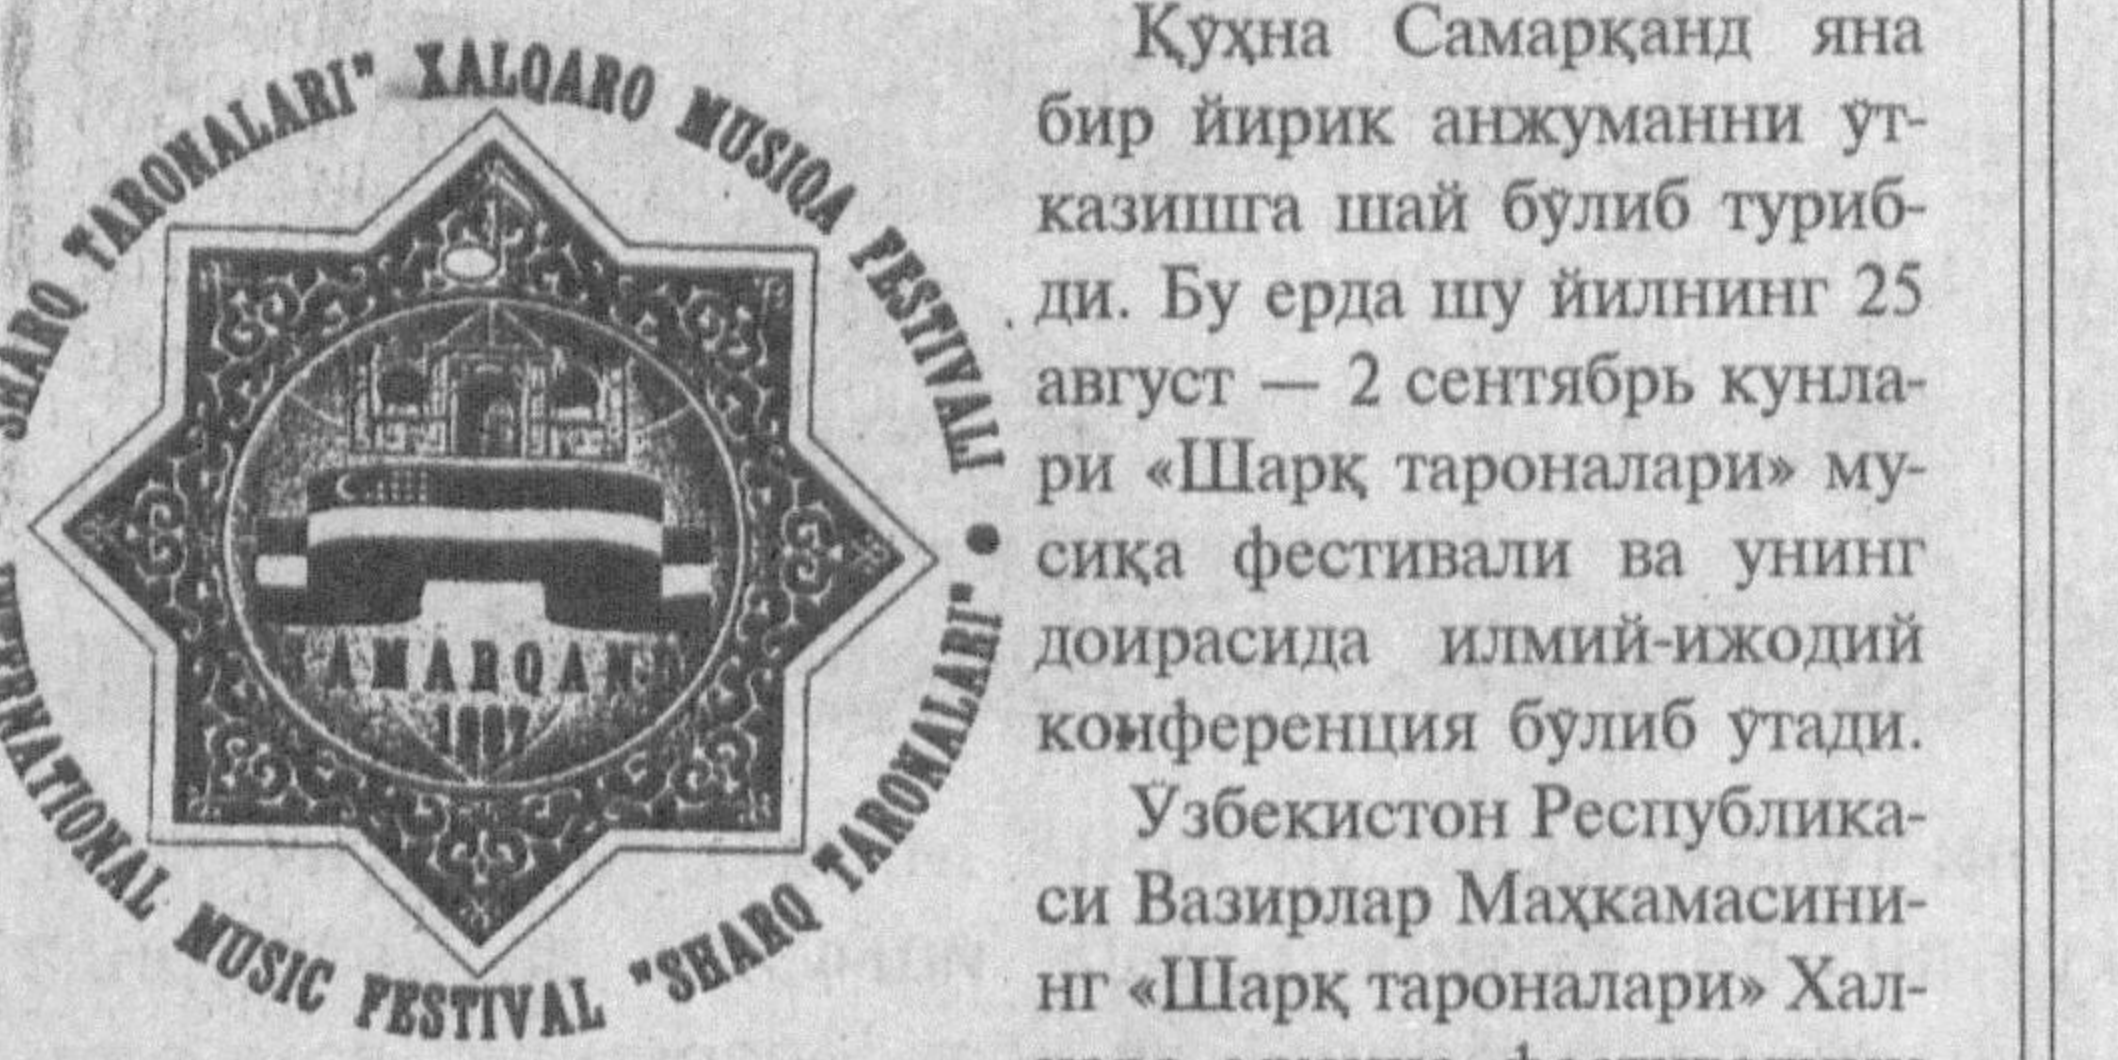 "SHARQ TARONALARI" XALQARO MUSIQA FESTIVALI •
INTERNATIONAL MUSIC FESTIVAL "SHARQ TARONALARI"
SAMARQAND
1997
Кўҳна Самарқанд яна
бир йирик анжуманни ўт-
казишга шай бўлиб туриб-
ди. Бу ерда шу йилнинг 25
август — 2 сентябрь кунла-
ри «Шарқ тароналари» му-
сиқа фестивали ва унинг
доирасида илмий-ижодий
конференция бўлиб ўтади.
Ўзбекистон Республика-
си Вазирлар Маҳкамасини-
нг «Шарқ тароналари» Хал-